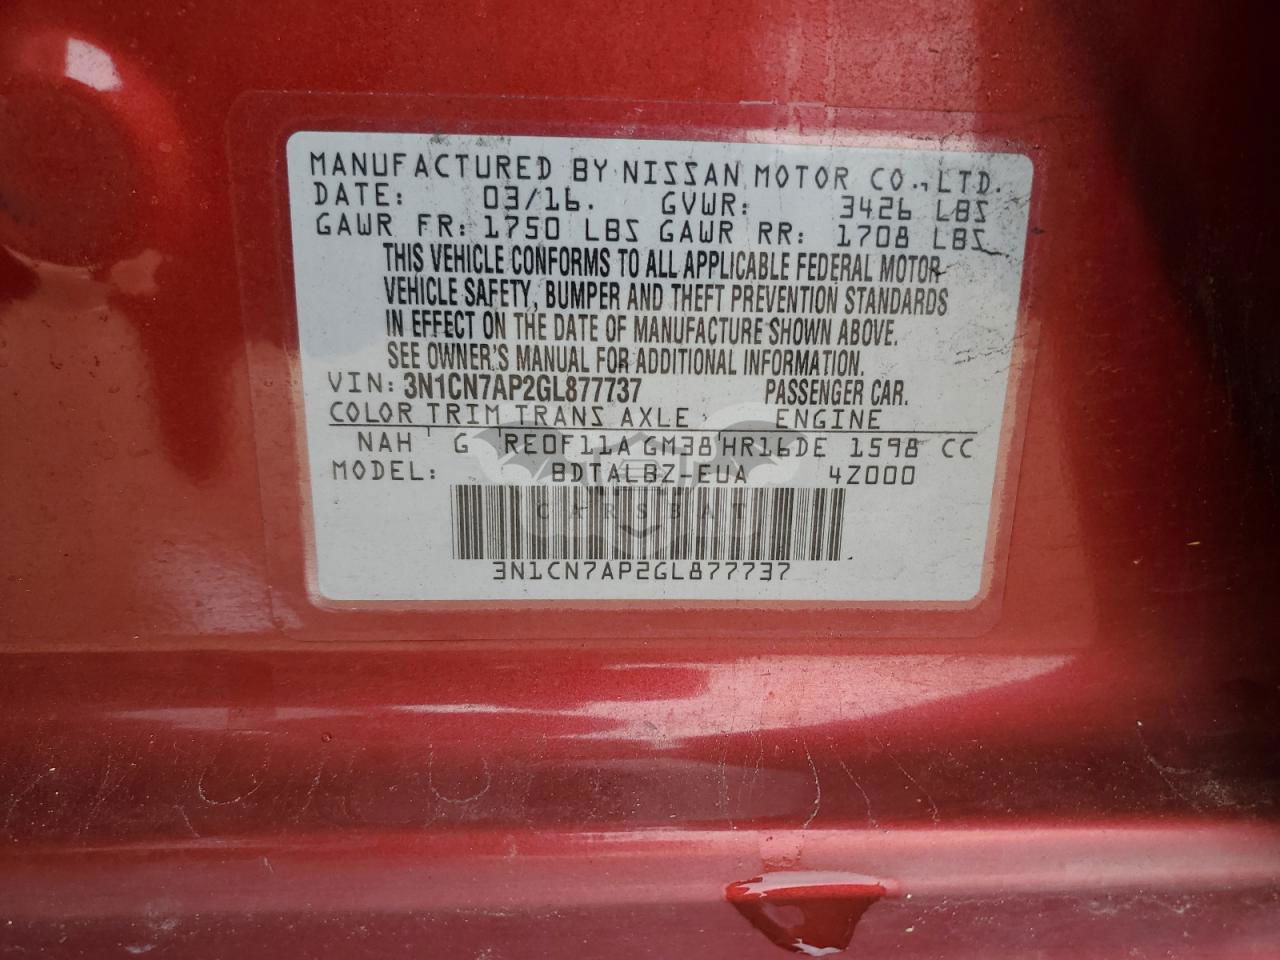 MANUFACTURED BY NISSAN MOTOR CO., LTD.
DATE: 03/16. GVWR: 3426 LBS
GAWR FR: 1750 LBS GAWR RR: 1708 LBS
THIS VEHICLE CONFORMS TO ALL APPLICABLE FEDERAL MOTOR
VEHICLE SAFETY, BUMPER AND THEFT PREVENTION STANDARDS
IN EFFECT ON THE DATE OF MANUFACTURE SHOWN ABOVE.
SEE OWNER'S MANUAL FOR ADDITIONAL INFORMATION.
VIN: 3N1CN7AP2GL877737 PASSENGER CAR.
COLOR TRIM TRANS AXLE ENGINE
NAH G RE0F11A GM38 HR16DE 1598 CC
MODEL: BDTALBZ-EUA 4Z000
CARSBAT
3N1CN7AP2GL877737